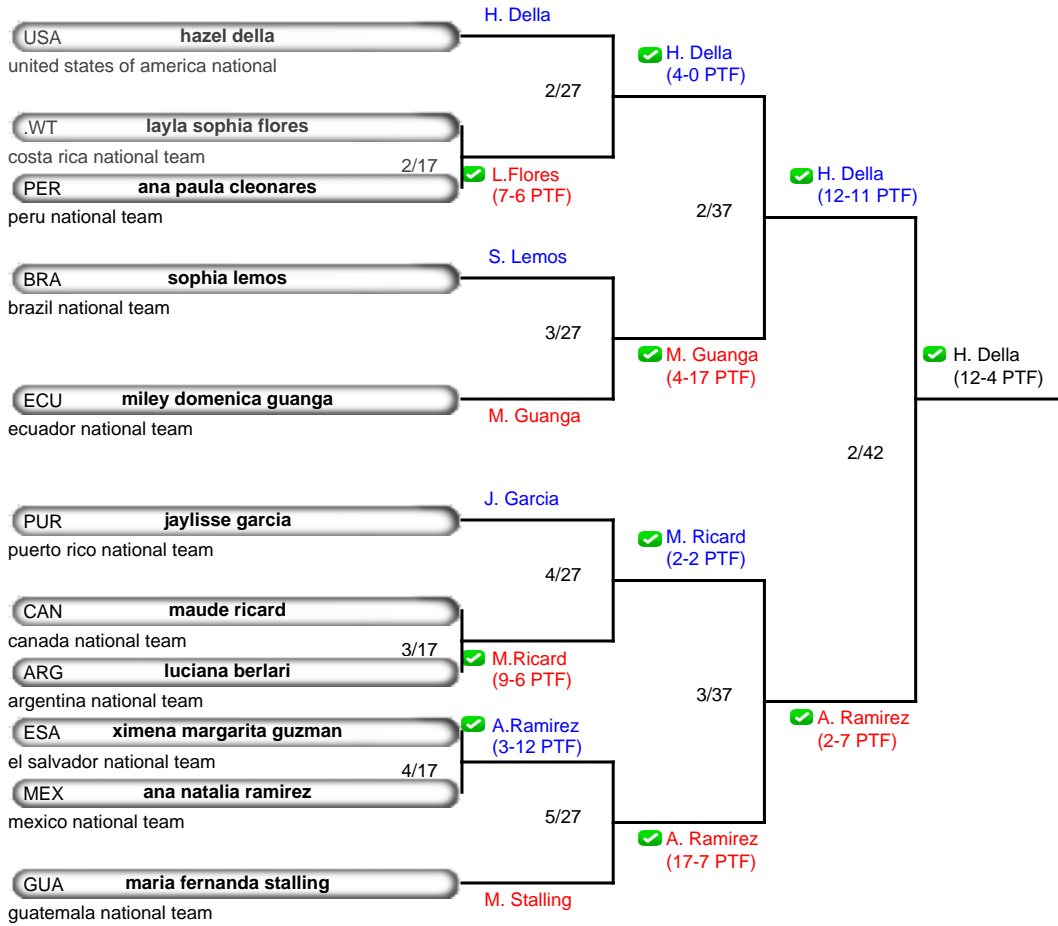 H. Della
USA hazel della
united states of america national
H. Della
(4-0 PTF)
2/27
.WT layla sophia flores
costa rica national team
2/17
L.Flores
(7-6 PTF)
PER ana paula cleonares
peru national team
H. Della
(12-11 PTF)
2/37
S. Lemos
BRA sophia lemos
brazil national team
3/27
M. Guanga
(4-17 PTF)
H. Della
(12-4 PTF)
ECU miley domenica guanga
M. Guanga
ecuador national team
2/42
J. Garcia
PUR jaylisse garcia
puerto rico national team
M. Ricard
(2-2 PTF)
4/27
CAN maude ricard
canada national team
3/17
M.Ricard
(9-6 PTF)
ARG luciana berlari
argentina national team
3/37
A. Ramirez
(2-7 PTF)
ESA ximena margarita guzman
A.Ramirez
(3-12 PTF)
el salvador national team
4/17
MEX ana natalia ramirez
mexico national team
5/27
A. Ramirez
(17-7 PTF)
GUA maria fernanda stalling
M. Stalling
guatemala national team